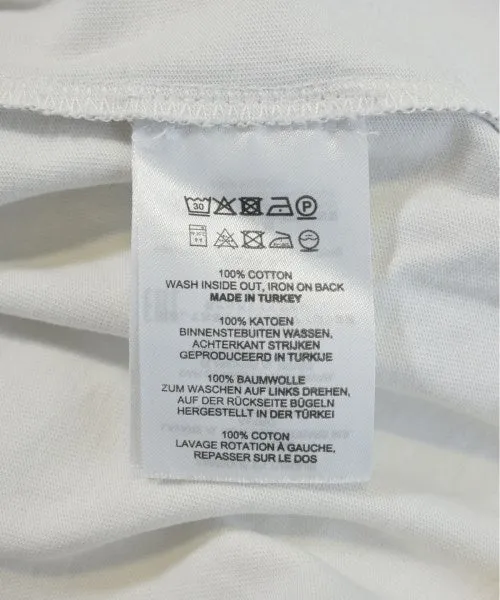 30
P
100% COTTON
WASH INSIDE OUT, IRON ON BACK
MADE IN TURKEY
100% KATOEN
BINNENSTEBUITEN WASSEN,
ACHTERKANT STRIJKEN
GEPRODUCEERD IN TURKIJE
100% BAUMWOLLE
ZUM WASCHEN AUF LINKS DREHEN,
AUF DER RÜCKSEITE BÜGELN
HERGESTELLT IN DER TÜRKEI
100% COTON
LAVAGE ROTATION À GAUCHE,
REPASSER SUR LE DOS